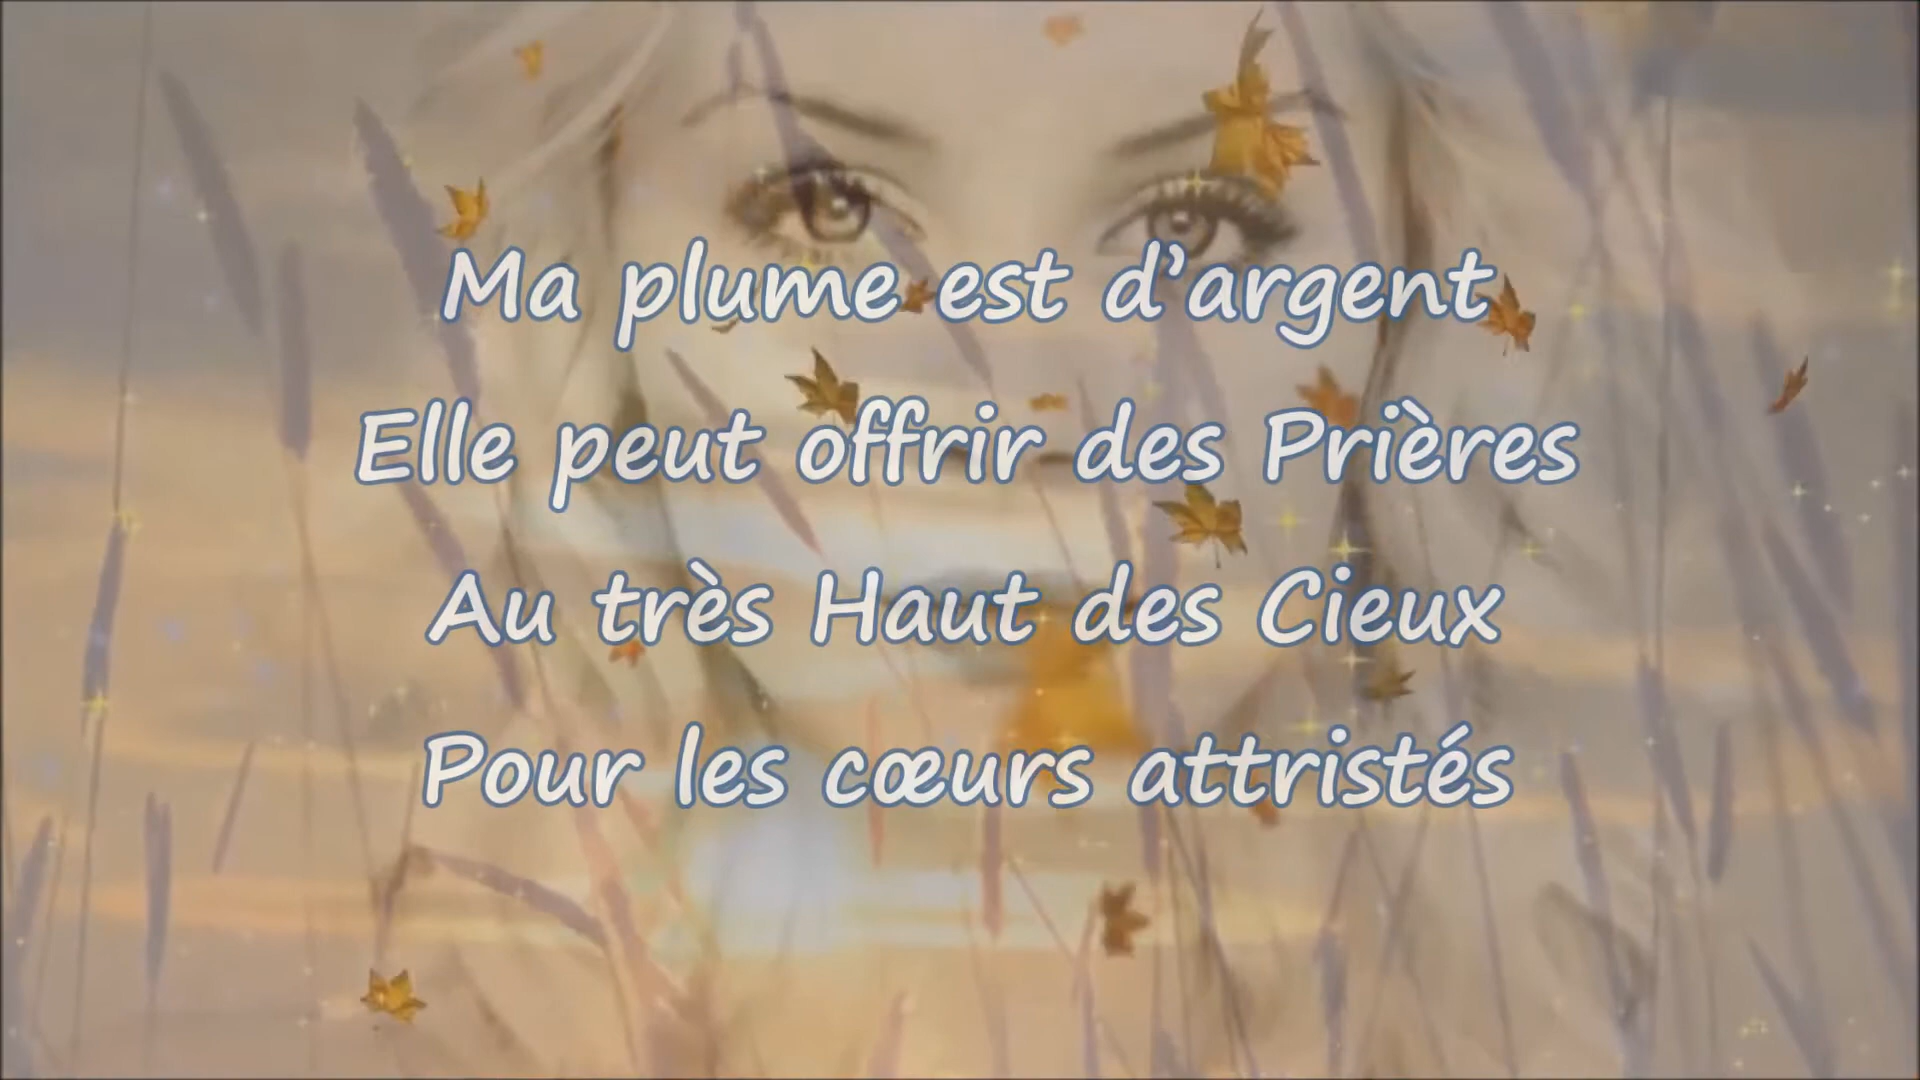 Ma plume est d’argent
Elle peut offrir des Prières
Au très Haut des Cieux
Pour les cœurs attristés